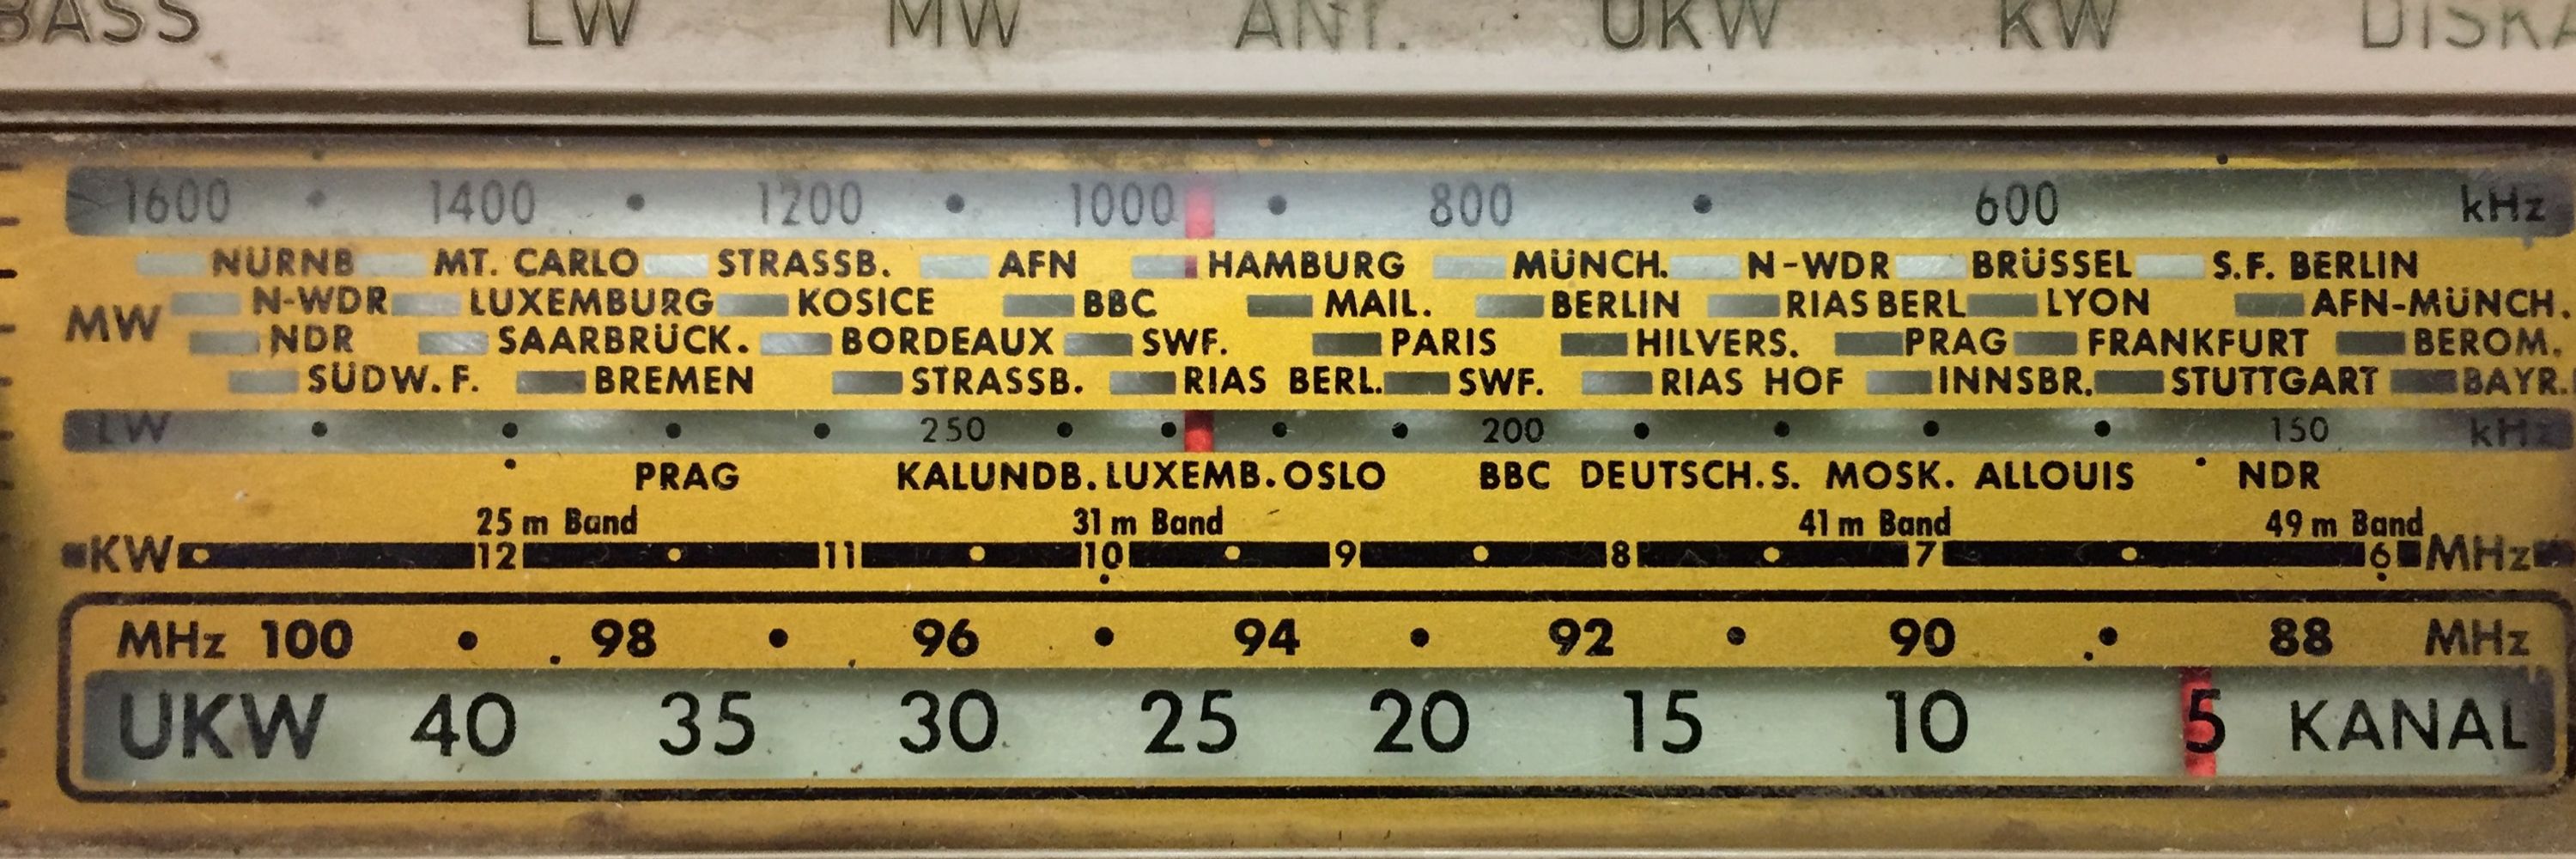 BASS LW MW ANT. UKW KW DISKA
1600 1400 1200 1000 800 600 kHz
NÜRNB MT. CARLO STRASSB. AFN HAMBURG MÜNCH. N-WDR BRÜSSEL S.F. BERLIN
MW N-WDR LUXEMBURG KOSICE BBC MAIL. BERLIN RIAS BERL LYON AFN-MÜNCH.
NDR SAARBRÜCK. BORDEAUX SWF. PARIS HILVERS. PRAG FRANKFURT BEROM.
SÜDW.F. BREMEN STRASSB. RIAS BERL. SWF. RIAS HOF INNSBR. STUTTGART BAYR.
LW 250 200 150 kHz
PRAG KALUNDB. LUXEMB. OSLO BBC DEUTSCH.S. MOSK. ALLOUIS NDR
25 m Band 31 m Band 41 m Band 49 m Band
KW 12 11 10 9 8 7 6 MHz
MHz 100 98 96 94 92 90 88 MHz
UKW 40 35 30 25 20 15 10 5 KANAL